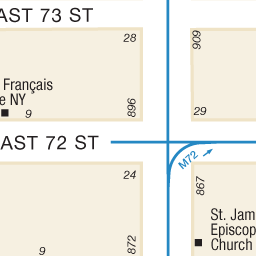 AST 73 ST
28
909
Français
e NY
9
896
29
AST 72 ST
M72
24
867
St. Jam
Episcop
Church
872
9